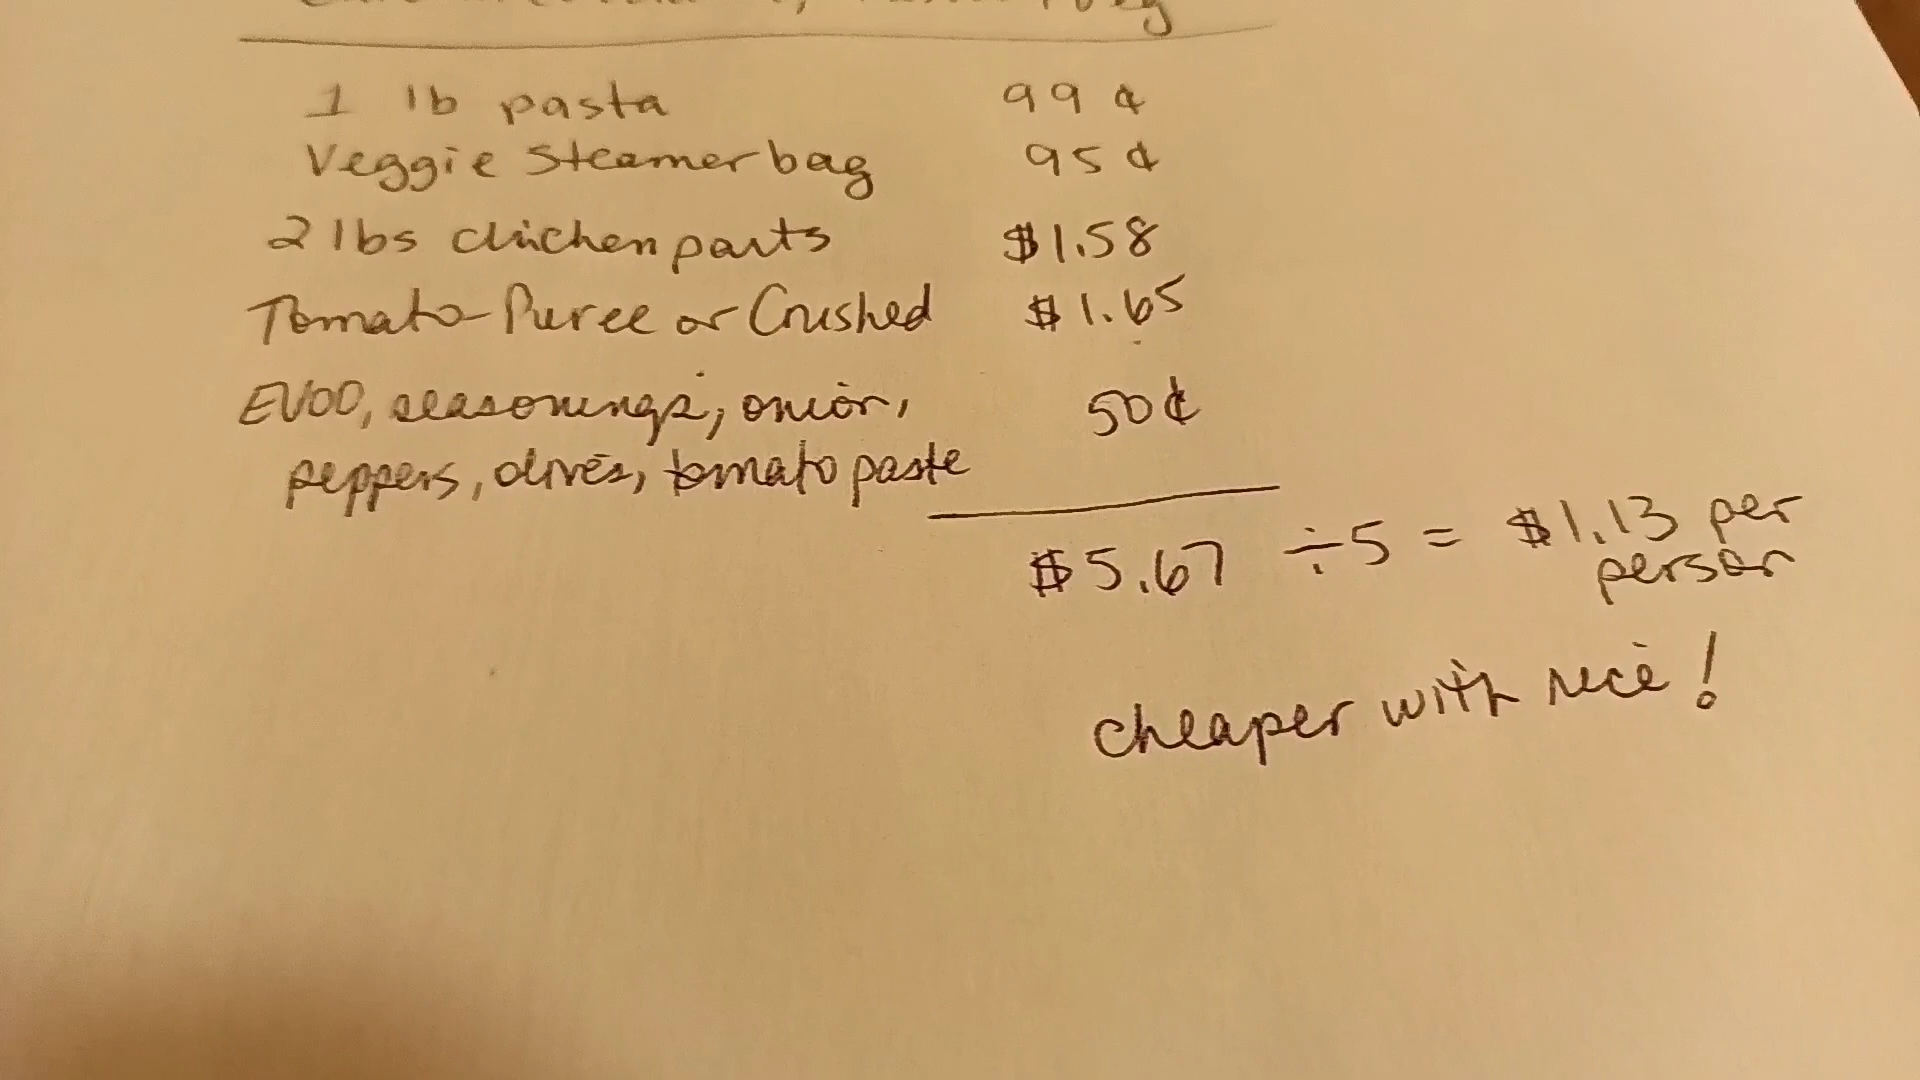 1 lb pasta 99¢
Veggie Steamer bag 95¢
2 lbs chicken parts $1.58
Tomato-Puree or Crushed $1.65
EVOO, seasonings, onion, 50¢
peppers, olives, tomato paste
$5.67 ÷5 = $1.13 per
person
cheaper with rice!